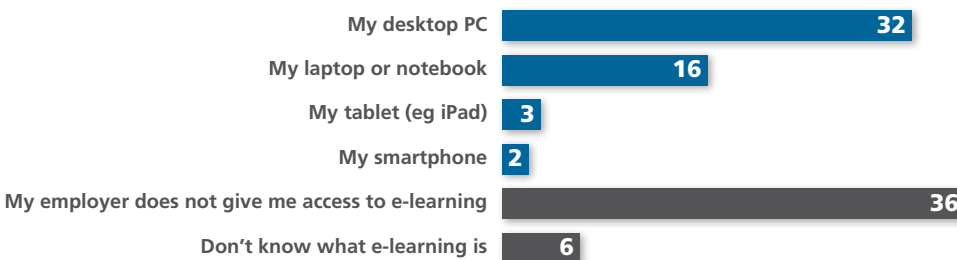 My desktop PC 32
My laptop or notebook 16
My tablet (eg iPad) 3
My smartphone 2
My employer does not give me access to e-learning 36
Don’t know what e-learning is 6